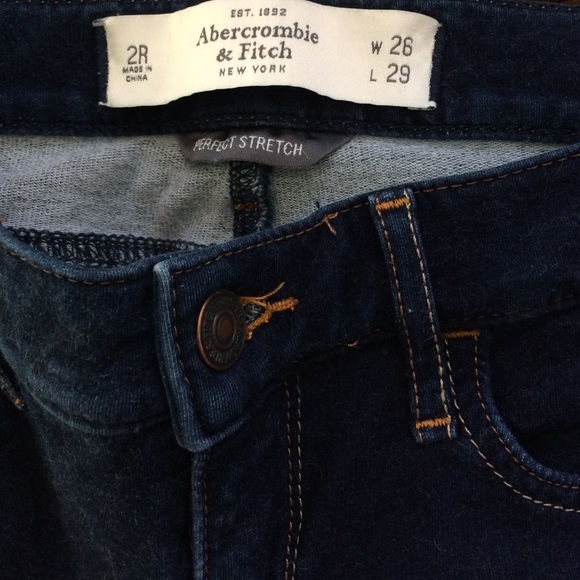 EST. 1892
Abercrombie
& Fitch
NEW YORK
2R
MADE IN
CHINA
W 26
L 29
PERFECT STRETCH